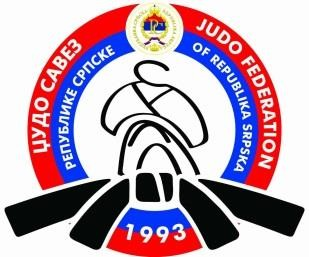 ЏУДО САВЕЗ
РЕПУБЛИКЕ СРПСКЕ
JUDO FEDERATION
OF REPUBLIKA SRPSKA
1993